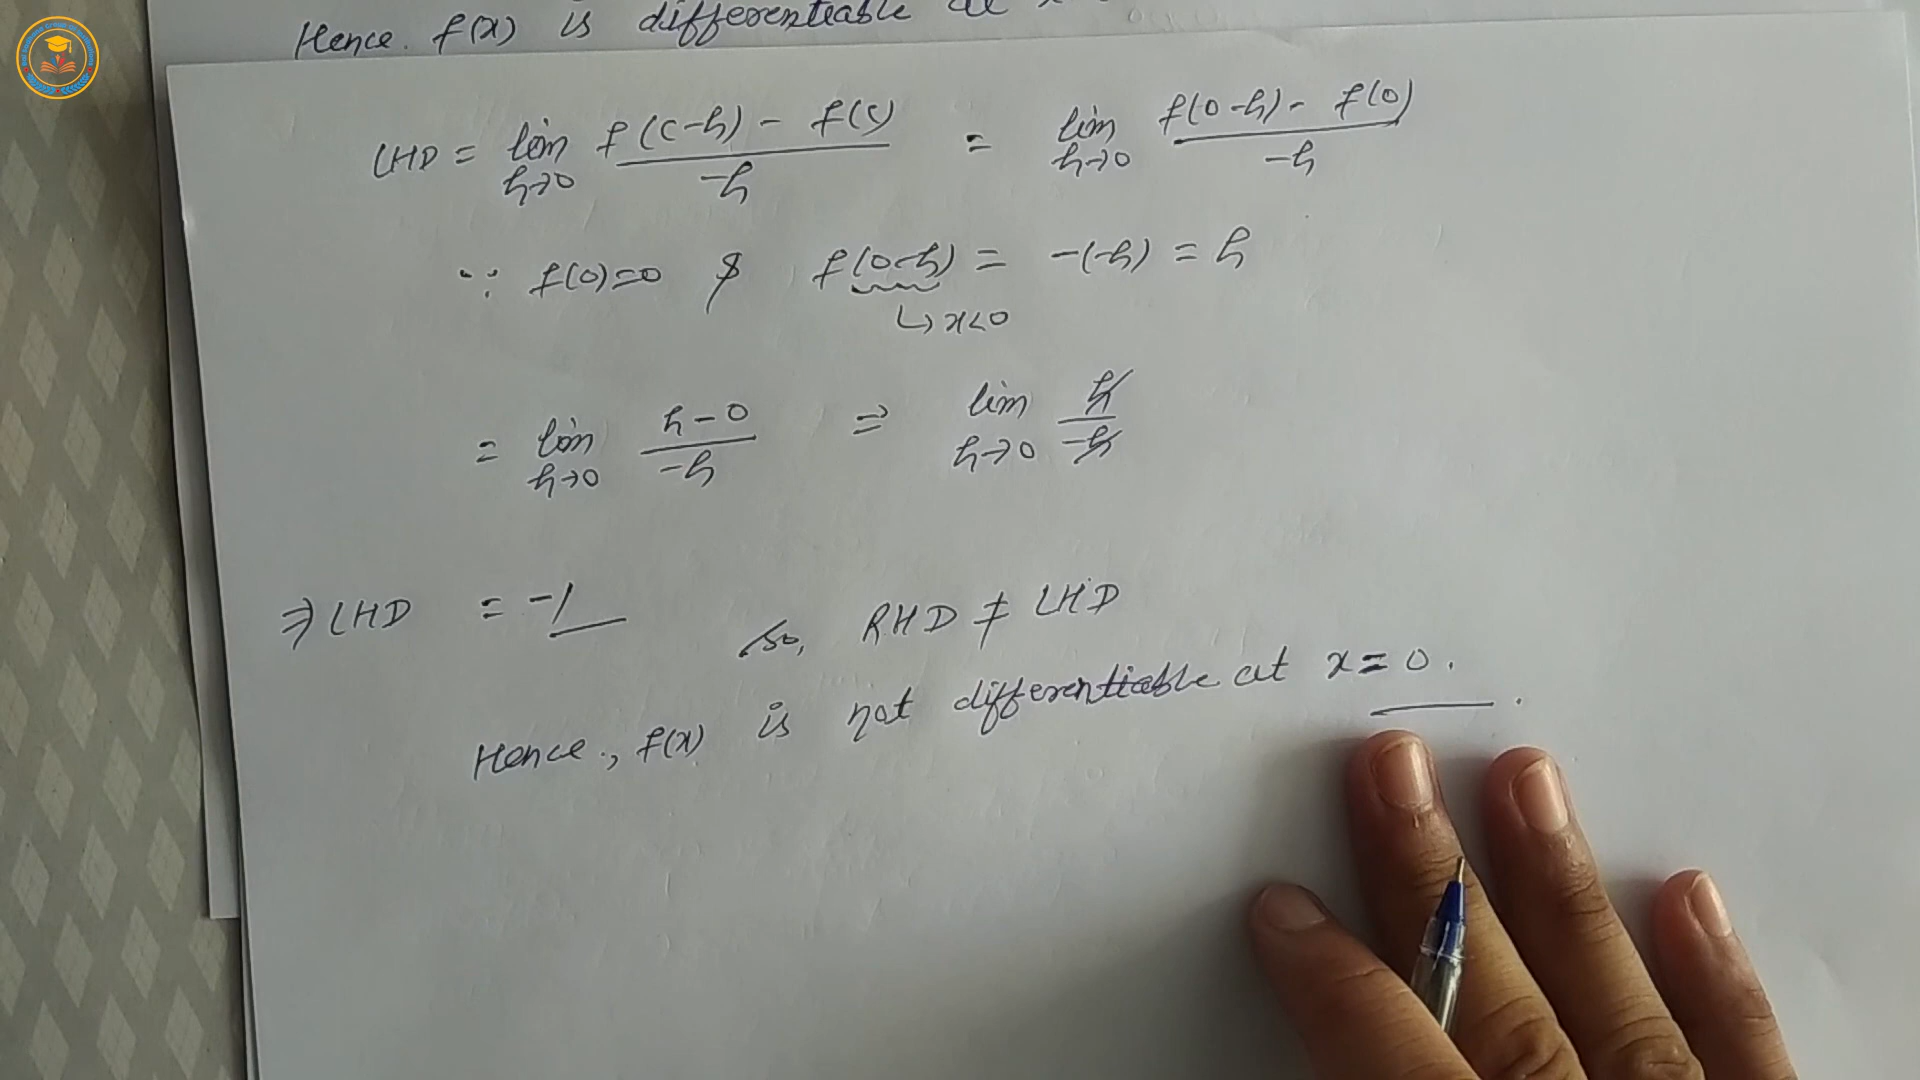 Hence. f(x) is differentiable at x
LHD = lim h→0 f(c-h) - f(c) / -h = lim h→0 f(0-h) - f(0) / -h
∵ f(0)=0 & f(0-h) = -(-h) = h
↳ x<0
= lim h→0 h-0 / -h ⇒ lim h→0 h / -h
⇒ LHD = -1 So, RHD ≠ LHD
Hence., f(x) is not differentiable at x = 0.